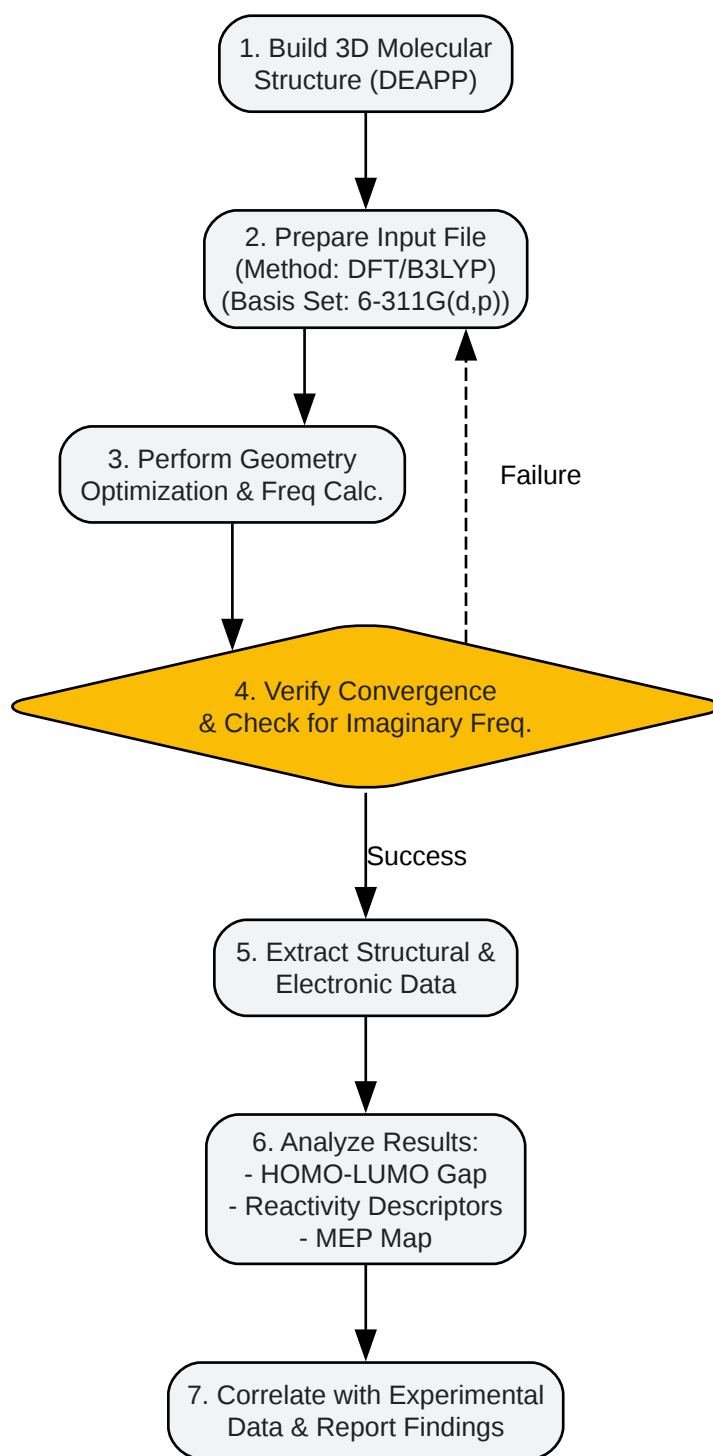 1. Build 3D Molecular
Structure (DEAPP)
2. Prepare Input File
(Method: DFT/B3LYP)
(Basis Set: 6-311G(d,p))
3. Perform Geometry
Optimization & Freq Calc.
Failure
4. Verify Convergence
& Check for Imaginary Freq.
Success
5. Extract Structural &
Electronic Data
6. Analyze Results:
- HOMO-LUMO Gap
- Reactivity Descriptors
- MEP Map
7. Correlate with Experimental
Data & Report Findings